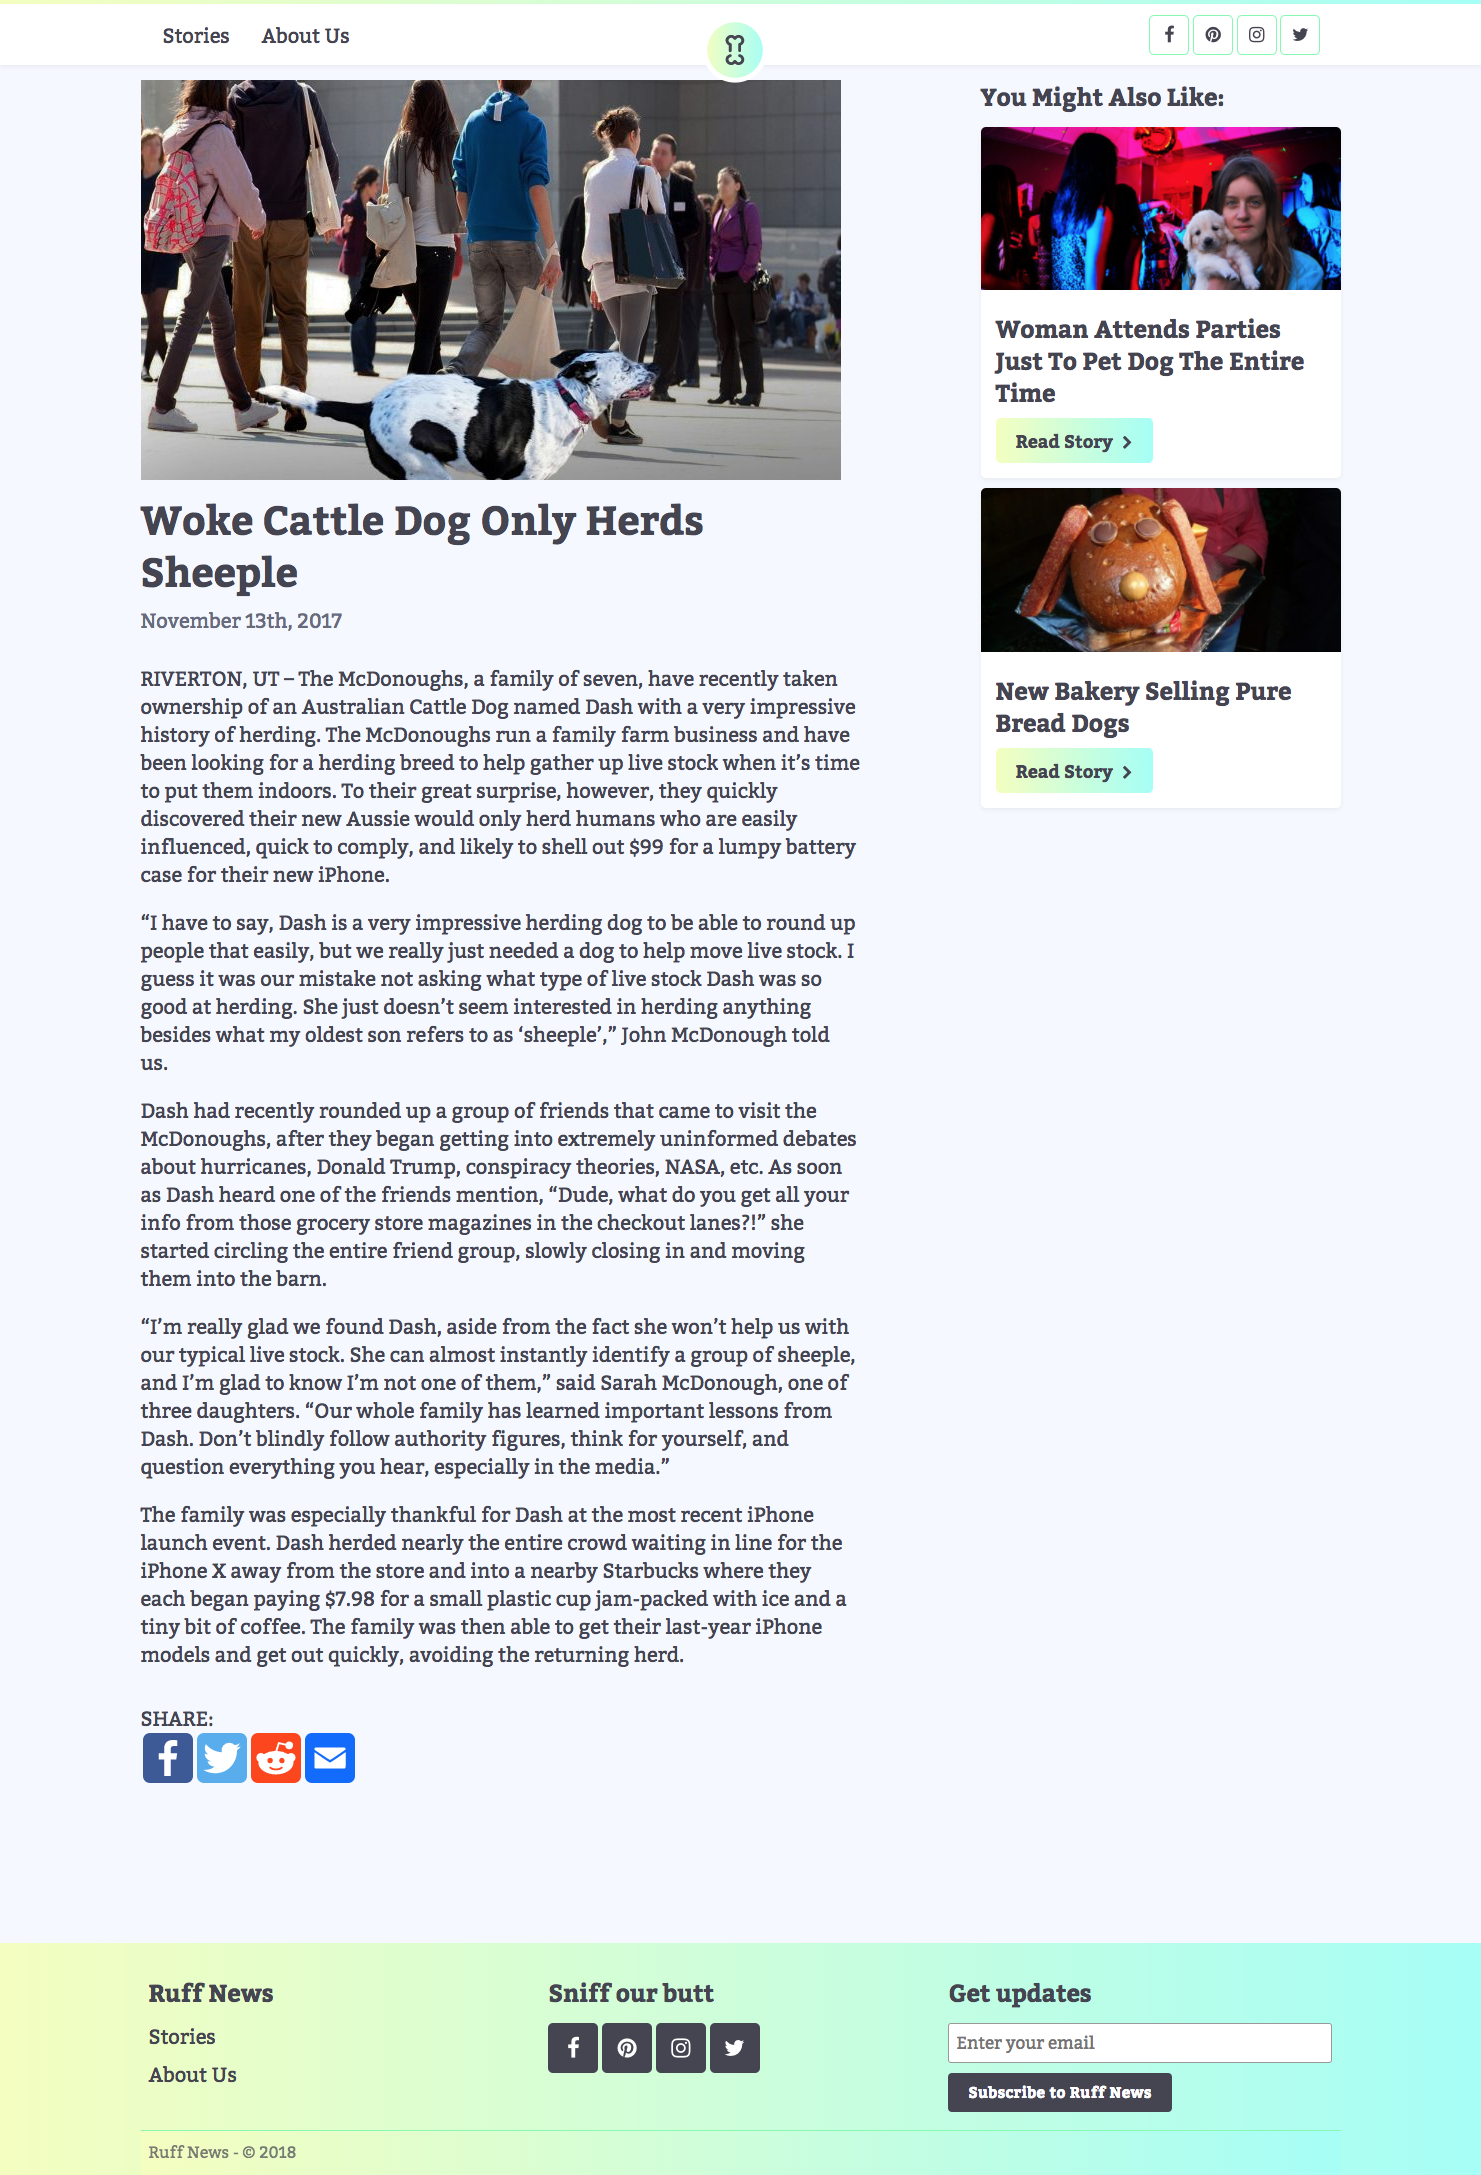 Stories
About Us
Woke Cattle Dog Only Herds
Sheeple
November 13th, 2017
RIVERTON, UT – The McDonoughs, a family of seven, have recently taken
ownership of an Australian Cattle Dog named Dash with a very impressive
history of herding. The McDonoughs run a family farm business and have
been looking for a herding breed to help gather up live stock when it’s time
to put them indoors. To their great surprise, however, they quickly
discovered their new Aussie would only herd humans who are easily
influenced, quick to comply, and likely to shell out $99 for a lumpy battery
case for their new iPhone.
“I have to say, Dash is a very impressive herding dog to be able to round up
people that easily, but we really just needed a dog to help move live stock. I
guess it was our mistake not asking what type of live stock Dash was so
good at herding. She just doesn’t seem interested in herding anything
besides what my oldest son refers to as ‘sheeple’,” John McDonough told
us.
Dash had recently rounded up a group of friends that came to visit the
McDonoughs, after they began getting into extremely uninformed debates
about hurricanes, Donald Trump, conspiracy theories, NASA, etc. As soon
as Dash heard one of the friends mention, “Dude, what do you get all your
info from those grocery store magazines in the checkout lanes?!” she
started circling the entire friend group, slowly closing in and moving
them into the barn.
“I’m really glad we found Dash, aside from the fact she won’t help us with
our typical live stock. She can almost instantly identify a group of sheeple,
and I’m glad to know I’m not one of them,” said Sarah McDonough, one of
three daughters. “Our whole family has learned important lessons from
Dash. Don’t blindly follow authority figures, think for yourself, and
question everything you hear, especially in the media.”
The family was especially thankful for Dash at the most recent iPhone
launch event. Dash herded nearly the entire crowd waiting in line for the
iPhone X away from the store and into a nearby Starbucks where they
each began paying $7.98 for a small plastic cup jam-packed with ice and a
tiny bit of coffee. The family was then able to get their last-year iPhone
models and get out quickly, avoiding the returning herd.
SHARE:
You Might Also Like:
Woman Attends Parties
Just To Pet Dog The Entire
Time
Read Story
New Bakery Selling Pure
Bread Dogs
Read Story
Ruff News
Stories
About Us
Sniff our butt
Get updates
Enter your email
Subscribe to Ruff News
Ruff News - © 2018